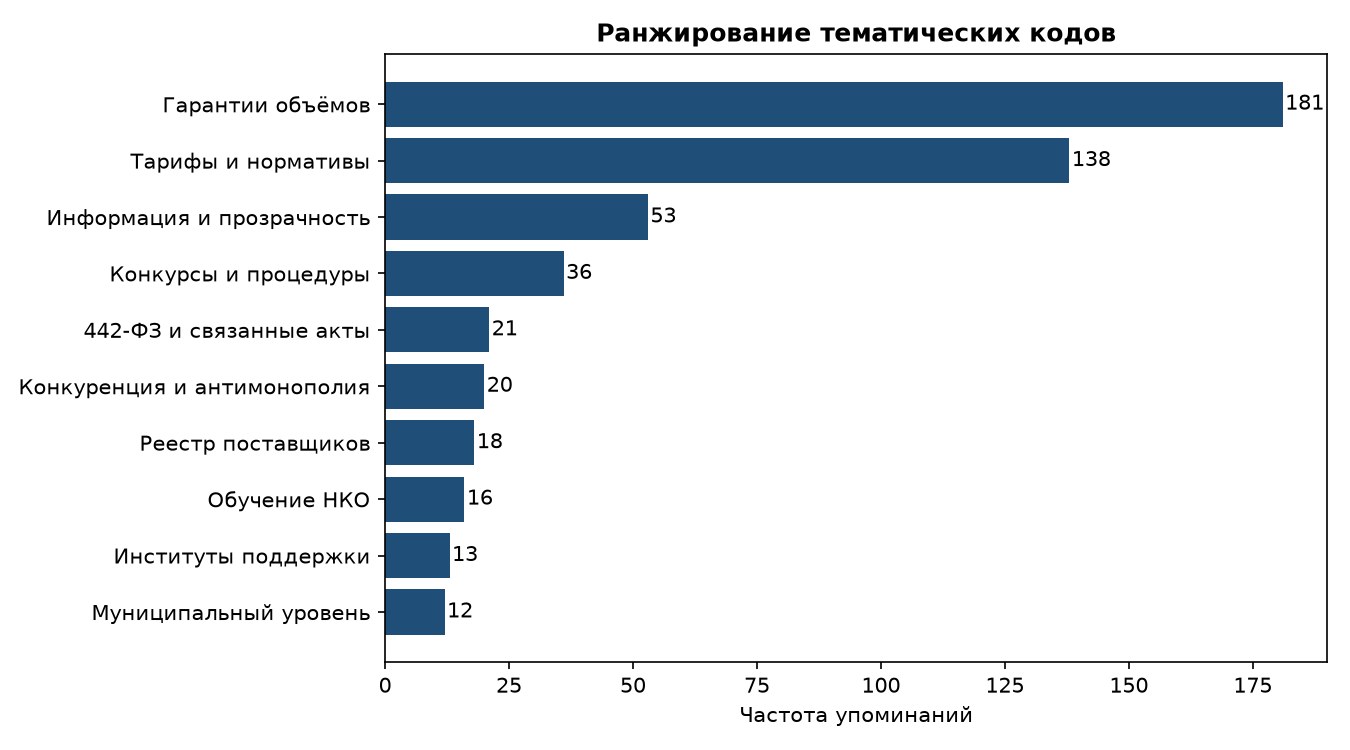 Ранжирование тематических кодов
Гарантии объёмов 181
Тарифы и нормативы 138
Информация и прозрачность 53
Конкурсы и процедуры 36
442-ФЗ и связанные акты 21
Конкуренция и антимонополия 20
Реестр поставщиков 18
Обучение НКО 16
Институты поддержки 13
Муниципальный уровень 12
0 25 50 75 100 125 150 175
Частота упоминаний